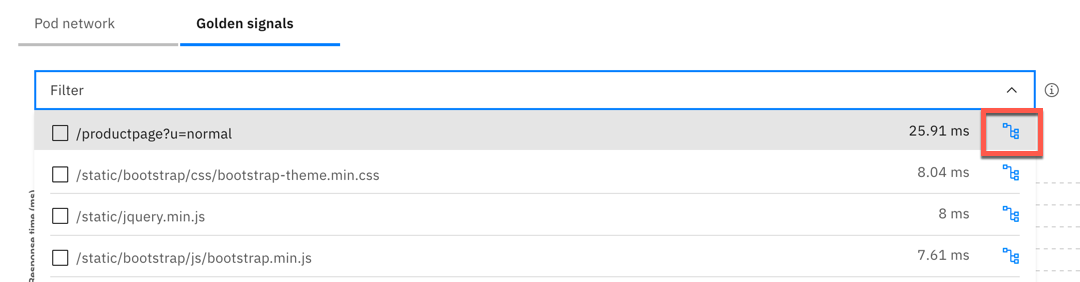 Pod network
Golden signals
Filter
/productpage?u=normal 25.91 ms
/static/bootstrap/css/bootstrap-theme.min.css 8.04 ms
/static/jquery.min.js 8 ms
/static/bootstrap/js/bootstrap.min.js 7.61 ms
Response time (ms)